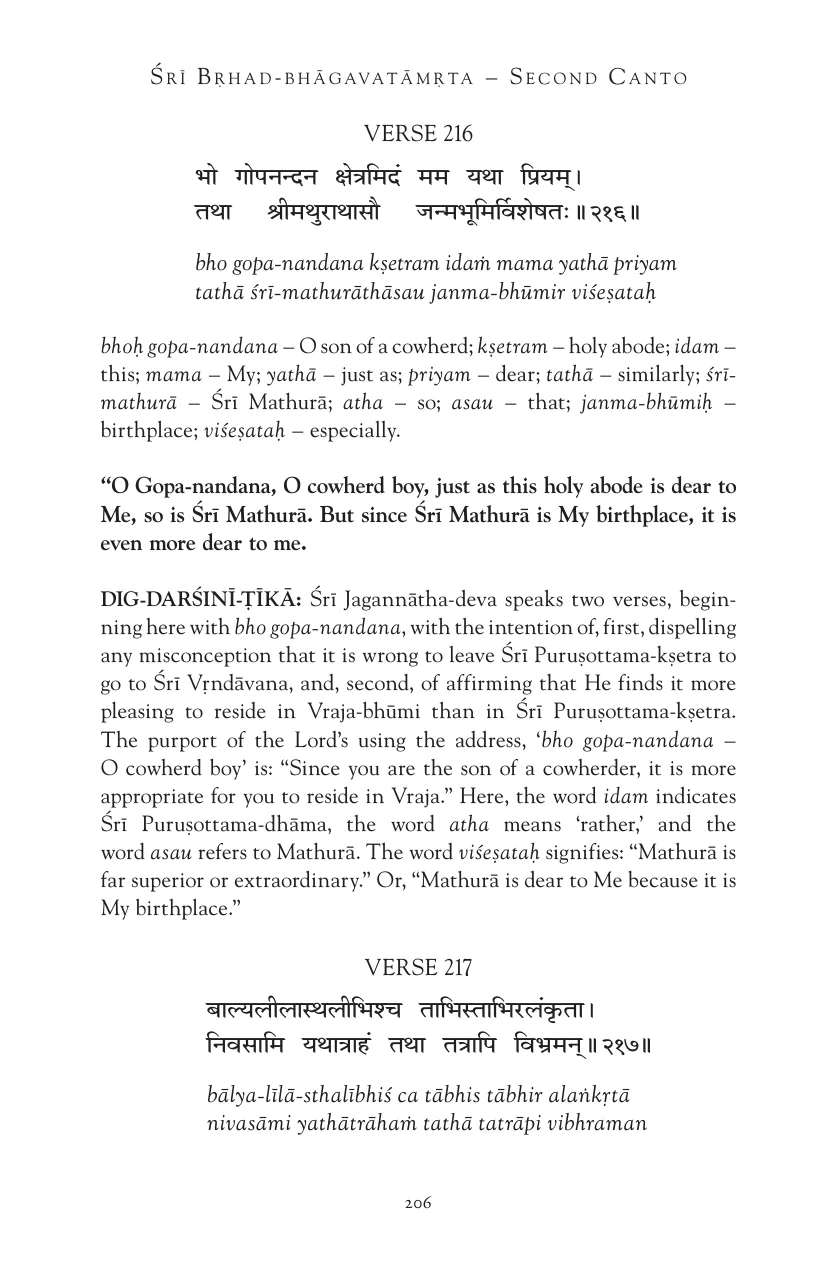 Śrī Bṛhad-bhāgavatāmṛta – Second Canto
VERSE 216
भो गोपनन्दन क्षेत्रमिदं मम यथा प्रियम्।
तथा श्रीमथुराथासौ जन्मभूमिर्विशेषतः॥२१६॥
bho gopa-nandana kṣetram idaṁ mama yathā priyam
tathā śrī-mathurāthāsau janma-bhūmir viśeṣataḥ
bhoḥ gopa-nandana – O son of a cowherd; kṣetram – holy abode; idam –
this; mama – My; yathā – just as; priyam – dear; tathā – similarly; śrī-
mathurā – Śrī Mathurā; atha – so; asau – that; janma-bhūmiḥ –
birthplace; viśeṣataḥ – especially.
“O Gopa-nandana, O cowherd boy, just as this holy abode is dear to
Me, so is Śrī Mathurā. But since Śrī Mathurā is My birthplace, it is
even more dear to me.
DIG-DARŚINĪ-ṬĪKĀ: Śrī Jagannātha-deva speaks two verses, begin-
ning here with bho gopa-nandana, with the intention of, first, dispelling
any misconception that it is wrong to leave Śrī Puruṣottama-kṣetra to
go to Śrī Vṛndāvana, and, second, of affirming that He finds it more
pleasing to reside in Vraja-bhūmi than in Śrī Puruṣottama-kṣetra.
The purport of the Lord’s using the address, ‘bho gopa-nandana –
O cowherd boy’ is: “Since you are the son of a cowherder, it is more
appropriate for you to reside in Vraja.” Here, the word idam indicates
Śrī Puruṣottama-dhāma, the word atha means ‘rather,’ and the
word asau refers to Mathurā. The word viśeṣataḥ signifies: “Mathurā is
far superior or extraordinary.” Or, “Mathurā is dear to Me because it is
My birthplace.”
VERSE 217
बाल्यलीलास्थलीभिश्च ताभिस्ताभिरलंकृता।
निवसामि यथात्राहं तथा तत्रापि विभ्रमन्॥२१७॥
bālya-līlā-sthalībhiś ca tābhis tābhir alaṅkṛtā
nivasāmi yathātrāhaṁ tathā tatrāpi vibhraman
206